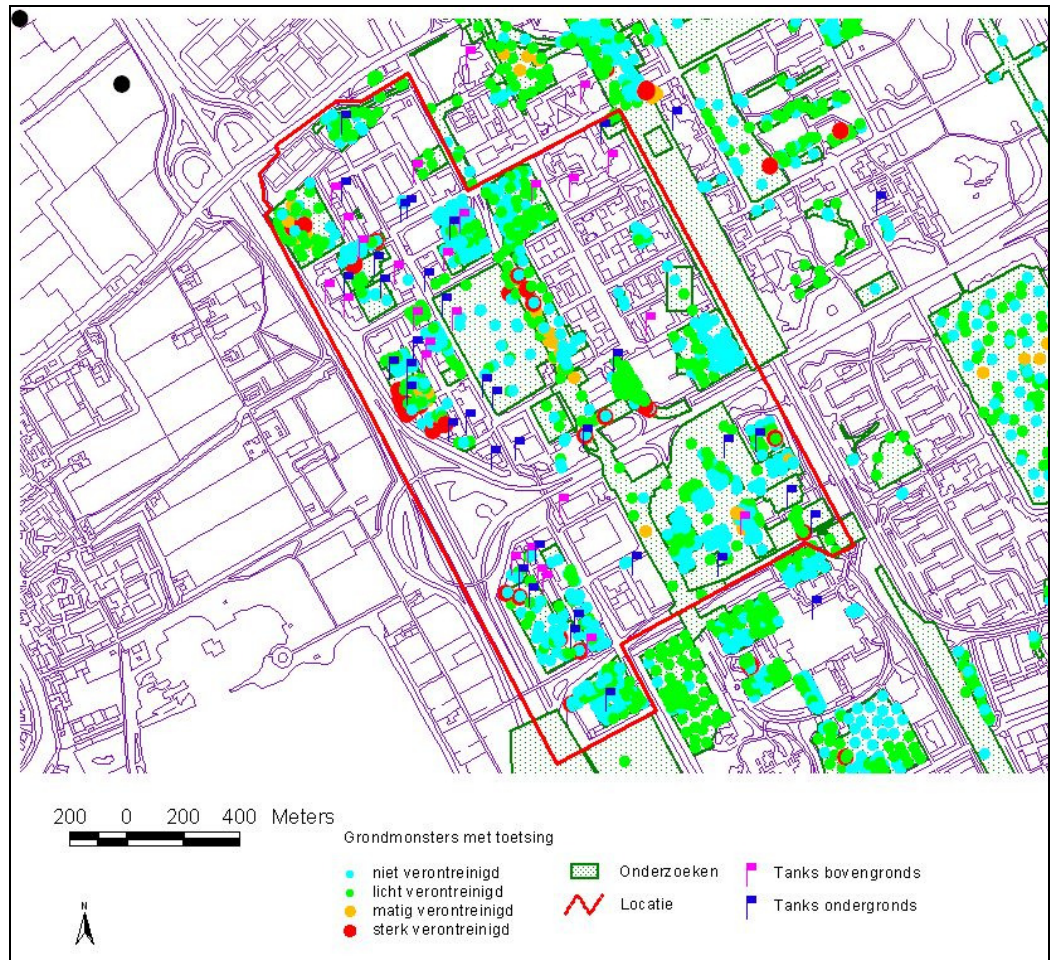 200 0 200 400 Meters
N
Grondmonsters met toetsing
niet verontreinigd
licht verontreinigd
matig verontreinigd
sterk verontreinigd
Onderzoeken
Locatie
Tanks bovengronds
Tanks ondergronds